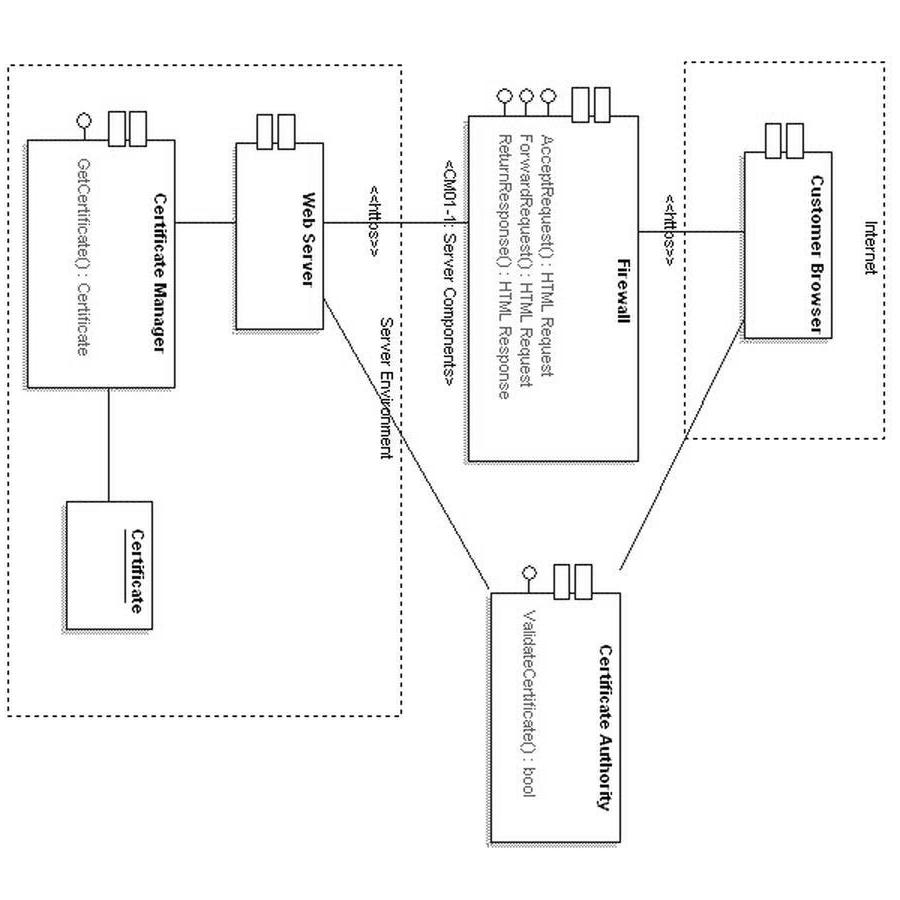 Internet
Customer Browser
<<https>>
Firewall
AcceptRequest() : HTML Request
ForwardRequest() : HTML Request
ReturnResponse() : HTML Response
<CM01-1: Server Components>
<<https>>
Server Environment
Web Server
Certificate Manager
GetCertificate() : Certificate
Certificate
Certificate Authority
ValidateCertificate() : bool